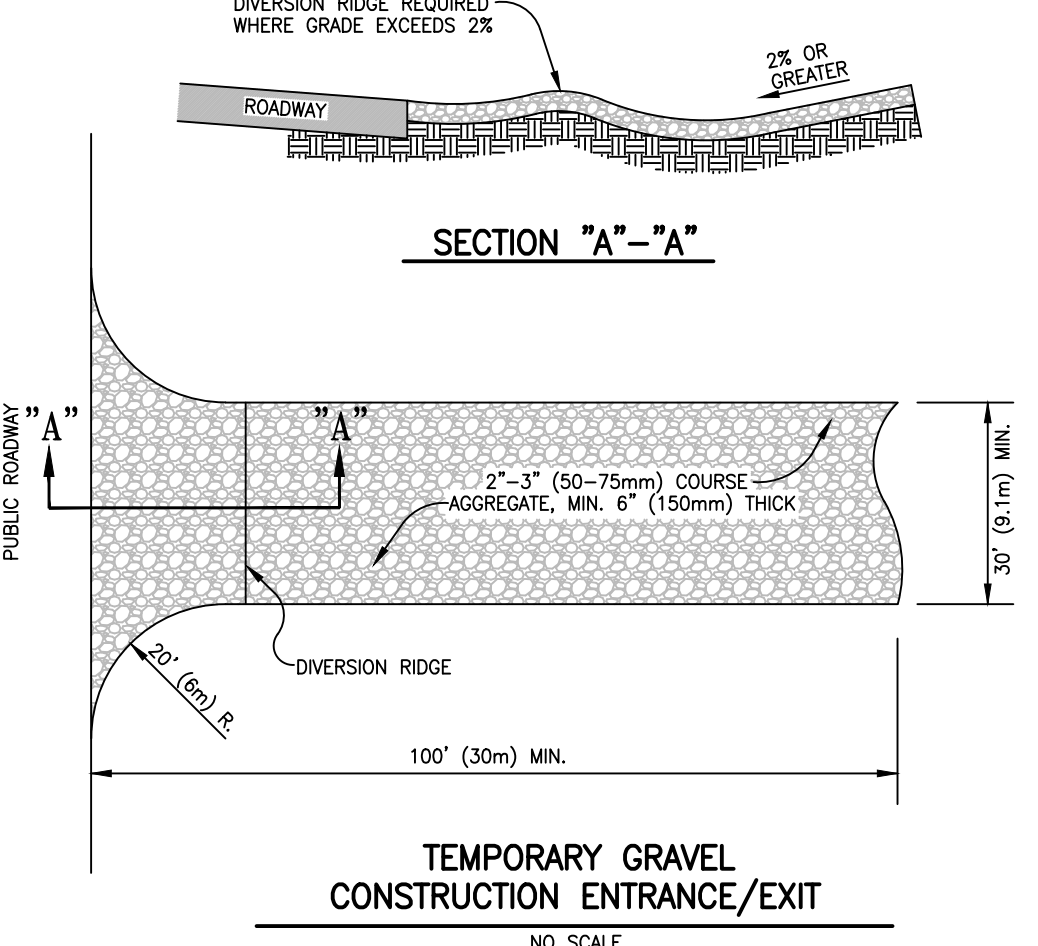 DIVERSION RIDGE REQUIRED
WHERE GRADE EXCEEDS 2%
2% OR
GREATER
ROADWAY
SECTION "A"-"A"
PUBLIC ROADWAY
"A"
"A"
2"-3" (50-75mm) COURSE
AGGREGATE, MIN. 6" (150mm) THICK
30' (9.1m) MIN.
DIVERSION RIDGE
20' (6m) R.
100' (30m) MIN.
TEMPORARY GRAVEL
CONSTRUCTION ENTRANCE/EXIT
NO SCALE